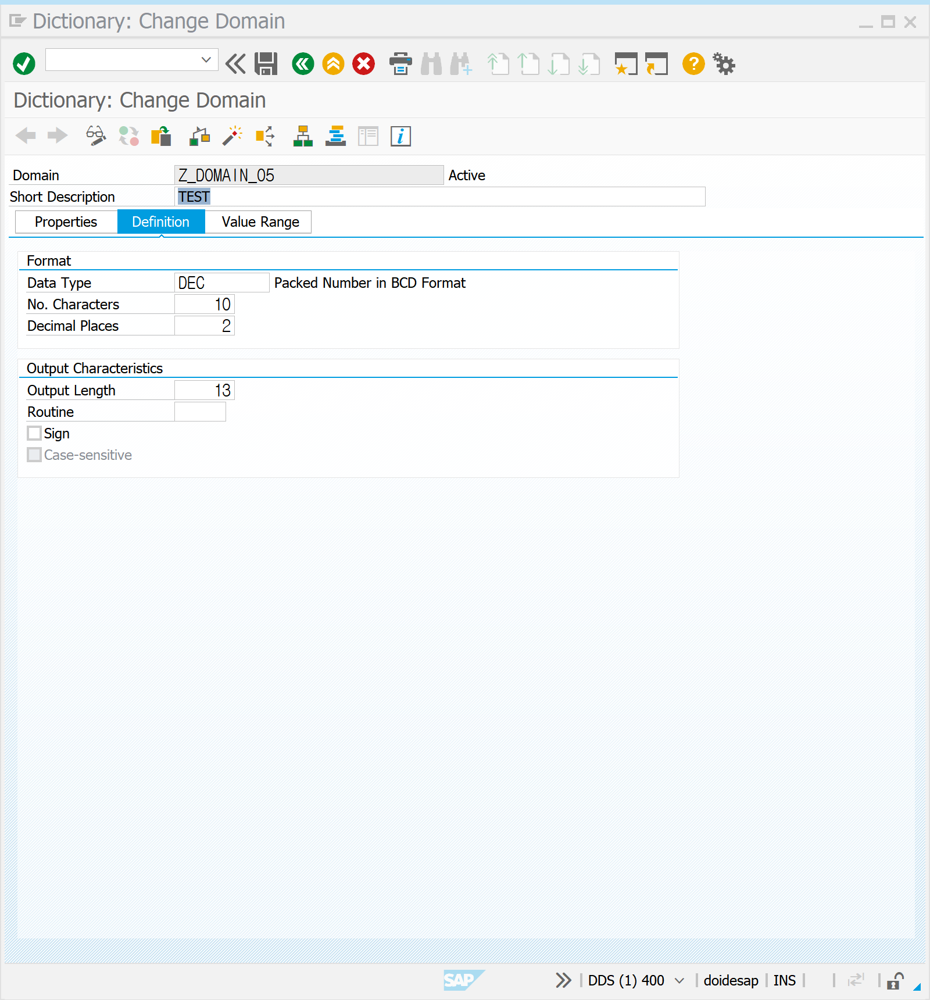 Dictionary: Change Domain
Dictionary: Change Domain
Domain Z_DOMAIN_05 Active
Short Description TEST
Properties Definition Value Range
Format
Data Type DEC Packed Number in BCD Format
No. Characters 10
Decimal Places 2
Output Characteristics
Output Length 13
Routine
Sign
Case-sensitive
SAP DDS (1) 400 doidesap INS